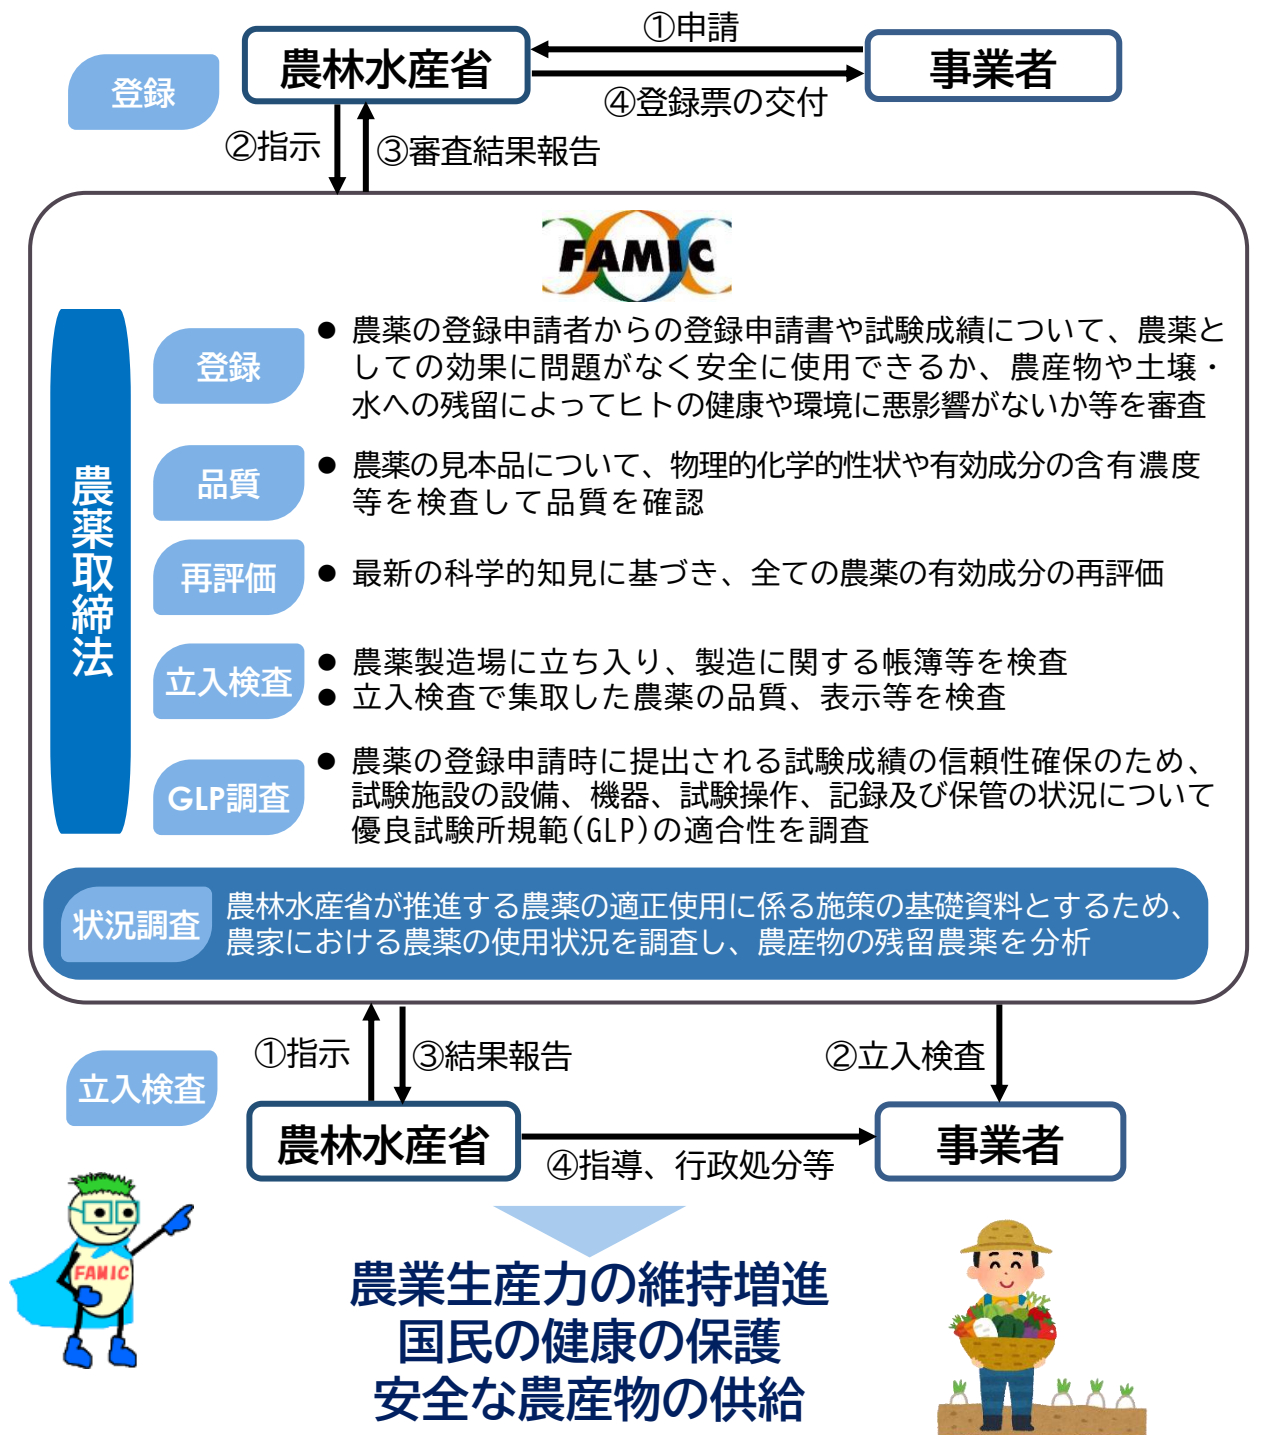 ①申請
農林水産省
事業者
登録
④登録票の交付
②指示
③審査結果報告
FAMIC
農薬取締法
登録
● 農薬の登録申請者からの登録申請書や試験成績について、農薬と
しての効果に問題がなく安全に使用できるか、農産物や土壌・
水への残留によってヒトの健康や環境に悪影響がないか等を審査
品質
● 農薬の見本品について、物理的化学的性状や有効成分の含有濃度
等を検査して品質を確認
再評価
● 最新の科学的知見に基づき、全ての農薬の有効成分の再評価
立入検査
● 農薬製造場に立ち入り、製造に関する帳簿等を検査
● 立入検査で集取した農薬の品質、表示等を検査
GLP調査
● 農薬の登録申請時に提出される試験成績の信頼性確保のため、
試験施設の設備、機器、試験操作、記録及び保管の状況について
優良試験所規範(GLP)の適合性を調査
状況調査
農林水産省が推進する農薬の適正使用に係る施策の基礎資料とするため、
農家における農薬の使用状況を調査し、農産物の残留農薬を分析
①指示
③結果報告
②立入検査
立入検査
農林水産省
事業者
④指導、行政処分等
FAMIC
農業生産力の維持増進
国民の健康の保護
安全な農産物の供給